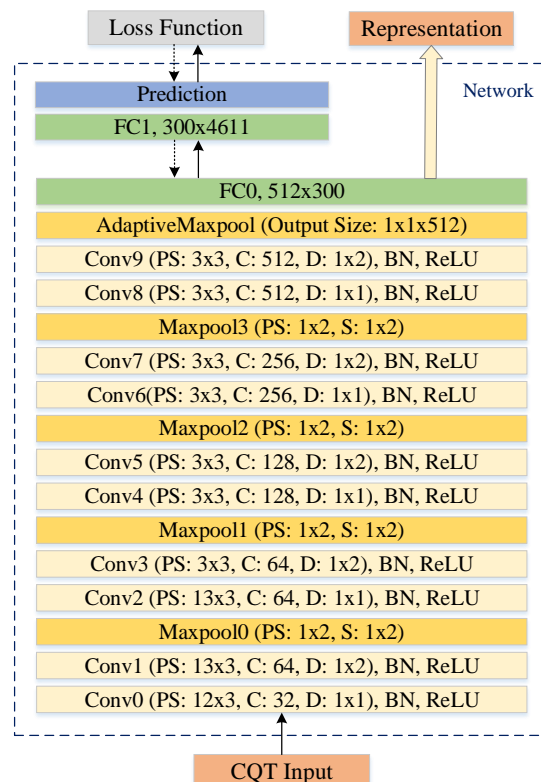 Loss Function
Representation
Network
Prediction
FC1, 300x4611
FC0, 512x300
AdaptiveMaxpool (Output Size: 1x1x512)
Conv9 (PS: 3x3, C: 512, D: 1x2), BN, ReLU
Conv8 (PS: 3x3, C: 512, D: 1x1), BN, ReLU
Maxpool3 (PS: 1x2, S: 1x2)
Conv7 (PS: 3x3, C: 256, D: 1x2), BN, ReLU
Conv6(PS: 3x3, C: 256, D: 1x1), BN, ReLU
Maxpool2 (PS: 1x2, S: 1x2)
Conv5 (PS: 3x3, C: 128, D: 1x2), BN, ReLU
Conv4 (PS: 3x3, C: 128, D: 1x1), BN, ReLU
Maxpool1 (PS: 1x2, S: 1x2)
Conv3 (PS: 3x3, C: 64, D: 1x2), BN, ReLU
Conv2 (PS: 13x3, C: 64, D: 1x1), BN, ReLU
Maxpool0 (PS: 1x2, S: 1x2)
Conv1 (PS: 13x3, C: 64, D: 1x2), BN, ReLU
Conv0 (PS: 12x3, C: 32, D: 1x1), BN, ReLU
CQT Input